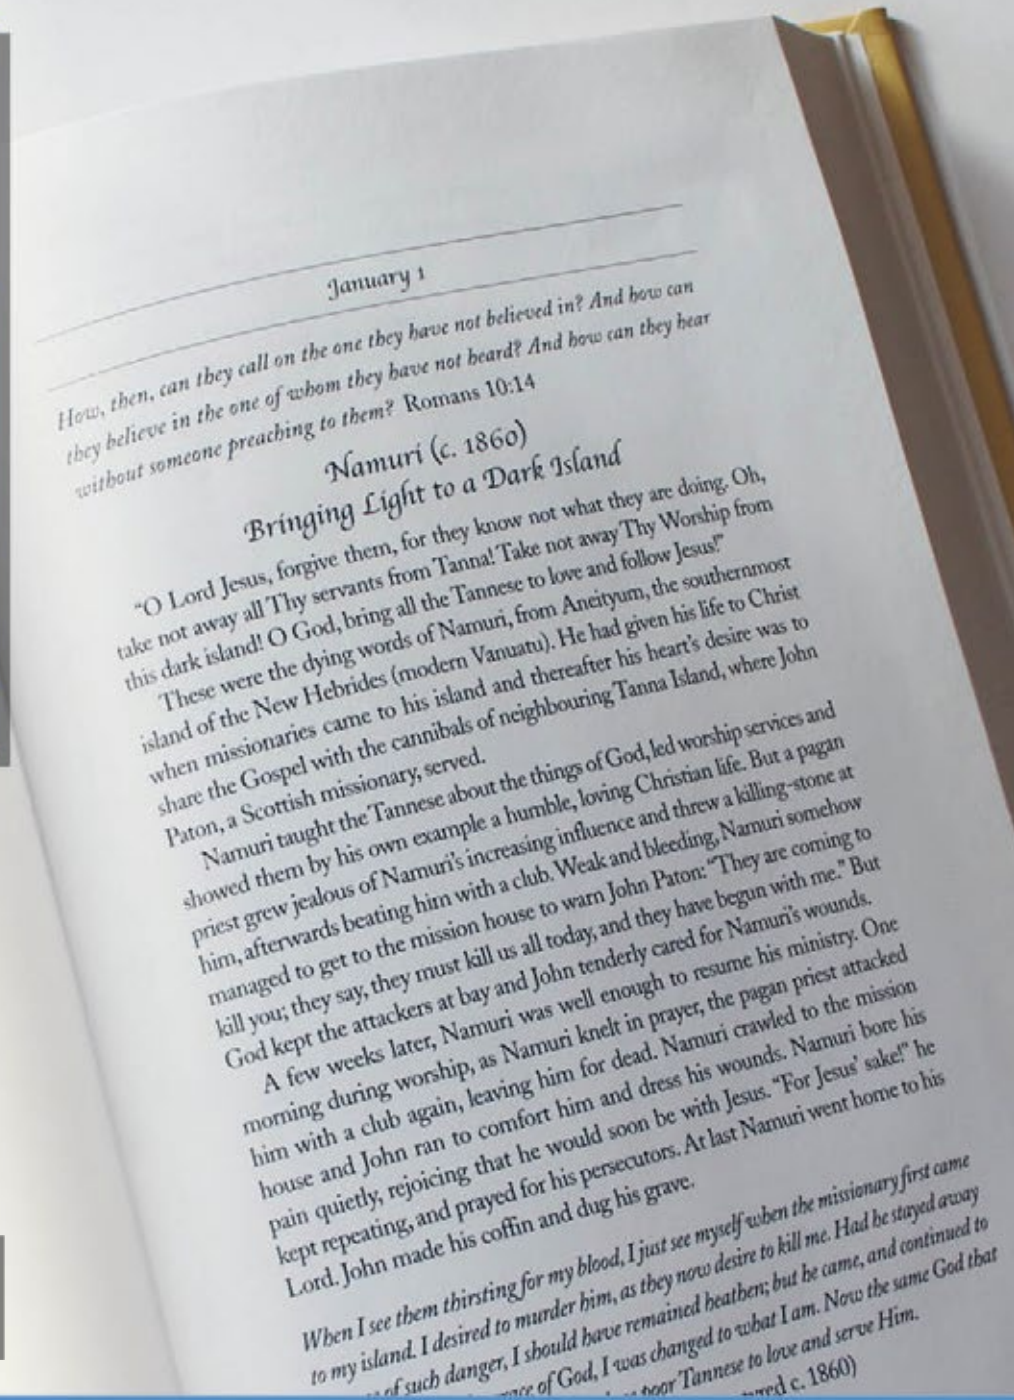 January 1
How, then, can they call on the one they have not believed in? And how can
they believe in the one of whom they have not heard? And how can they hear
without someone preaching to them? Romans 10:14
Namuri (c. 1860)
Bringing Light to a Dark Island
“O Lord Jesus, forgive them, for they know not what they are doing. Oh,
take not away all Thy servants from Tanna! Take not away Thy Worship from
this dark island! O God, bring all the Tannese to love and follow Jesus!”
These were the dying words of Namuri, from Aneityum, the southernmost
island of the New Hebrides (modern Vanuatu). He had given his life to Christ
when missionaries came to his island and thereafter his heart's desire was to
share the Gospel with the cannibals of neighbouring Tanna Island, where John
Paton, a Scottish missionary, served.
Namuri taught the Tannese about the things of God, led worship services and
showed them by his own example a humble, loving Christian life. But a pagan
priest grew jealous of Namuri's increasing influence and threw a killing-stone at
him, afterwards beating him with a club. Weak and bleeding, Namuri somehow
managed to get to the mission house to warn John Paton: “They are coming to
kill you; they say, they must kill us all today, and they have begun with me.” But
God kept the attackers at bay and John tenderly cared for Namuri's wounds.
A few weeks later, Namuri was well enough to resume his ministry. One
morning during worship, as Namuri knelt in prayer, the pagan priest attacked
him with a club again, leaving him for dead. Namuri crawled to the mission
house and John ran to comfort him and dress his wounds. Namuri bore his
pain quietly, rejoicing that he would soon be with Jesus. “For Jesus' sake!” he
kept repeating, and prayed for his persecutors. At last Namuri went home to his
Lord. John made his coffin and dug his grave.
When I see them thirsting for my blood, I just see myself when the missionary first came
to my island. I desired to murder him, as they now desire to kill me. Had he stayed away
of such danger, I should have remained heathen; but he came, and continued to
of God, I was changed to what I am. Now the same God that
poor Tannese to love and serve Him.
c. 1860)